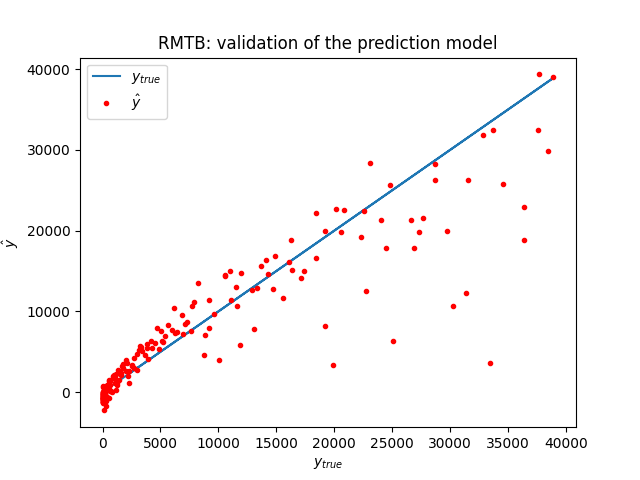 RMTB: validation of the prediction model
y_true
ŷ
40000
30000
20000
10000
0
ŷ
0 5000 10000 15000 20000 25000 30000 35000 40000
y_true